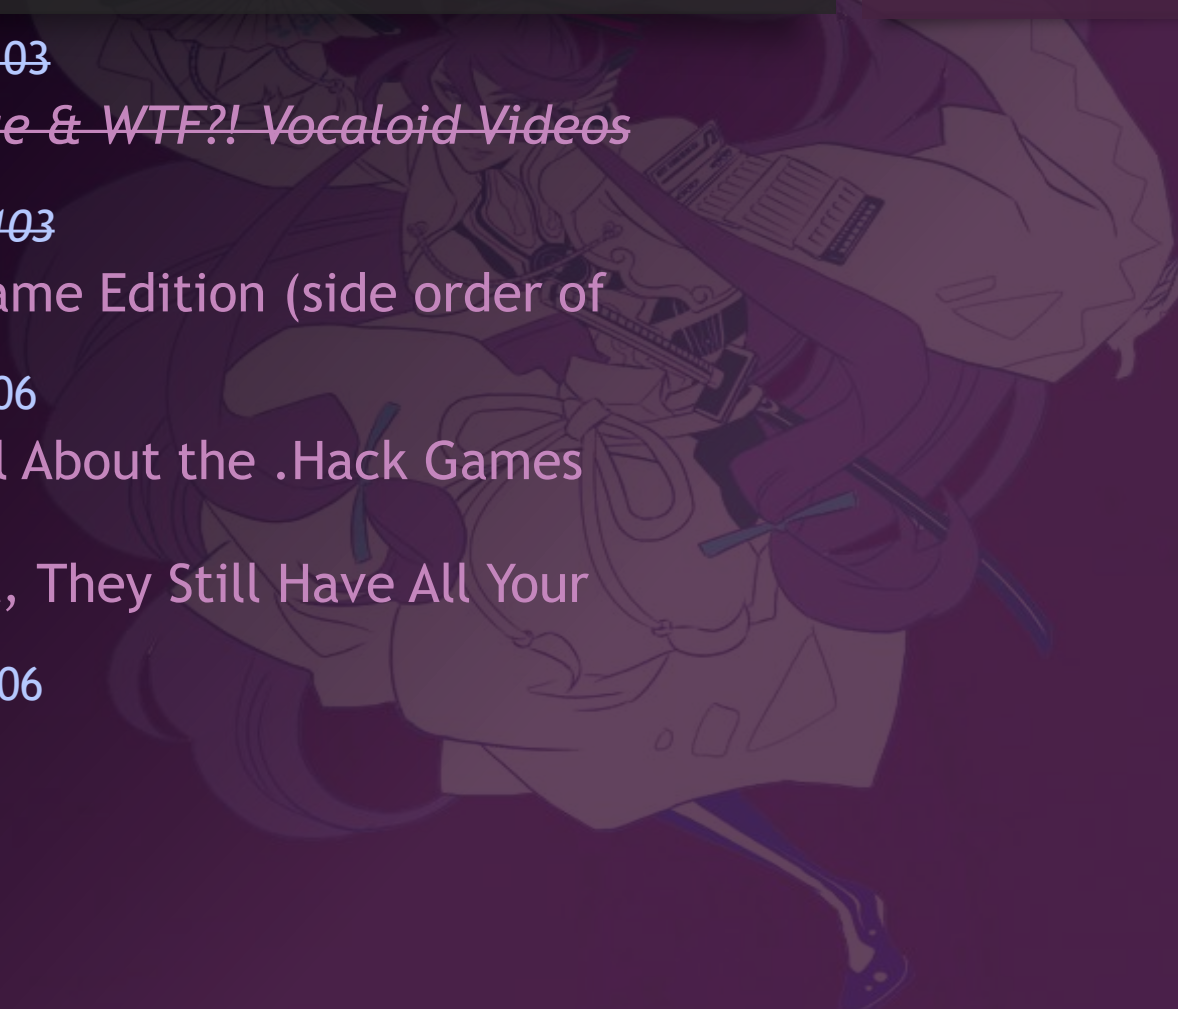 03
e & WTF?! Vocaloid Videos
403
ame Edition (side order of
06
l About the .Hack Games
, They Still Have All Your
06